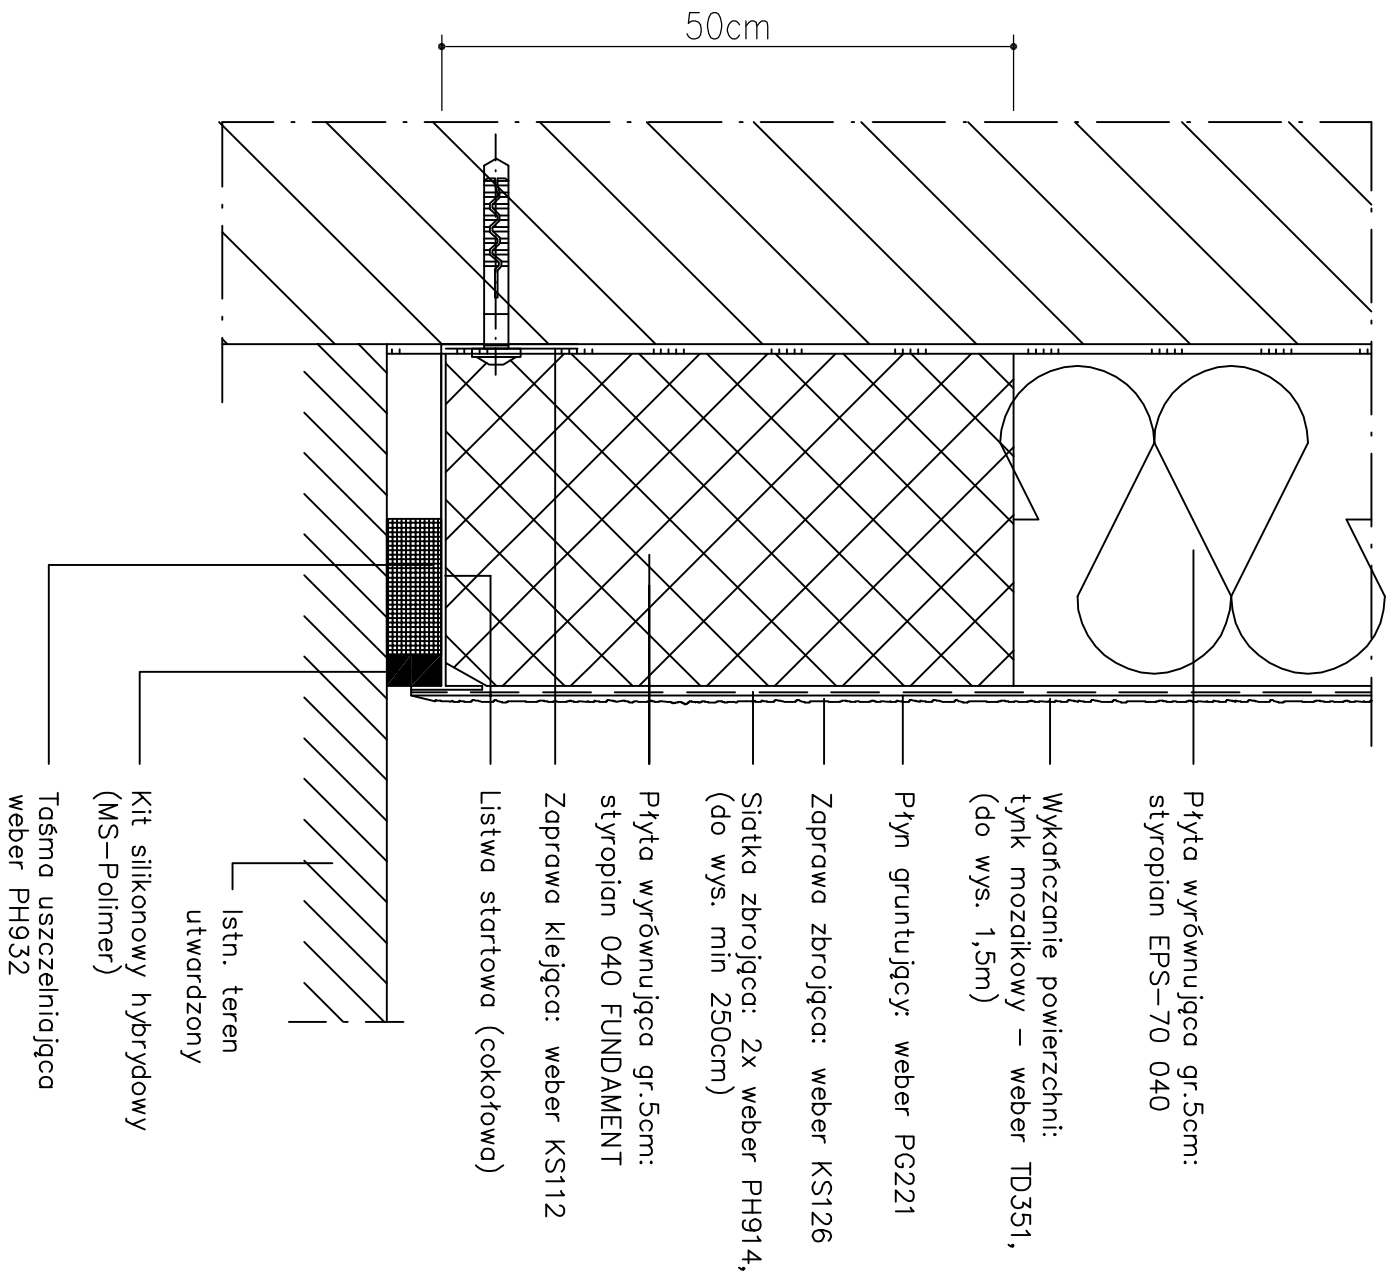 50cm
Płyta wyrównująca gr.5cm:
styropian EPS-70 040
Wykańczanie powierzchni:
tynk mozaikowy – weber TD351,
(do wys. 1,5m)
Płyn gruntujący: weber PG221
Zaprawa zbrojąca: weber KS126
Siatka zbrojąca: 2x weber PH914,
(do wys. min 250cm)
Płyta wyrównująca gr.5cm:
styropian 040 FUNDAMENT
Zaprawa klejąca: weber KS112
Listwa startowa (cokołowa)
Istn. teren
utwardzony
Kit silikonowy hybrydowy
(MS-Polimer)
Taśma uszczelniająca
weber PH932